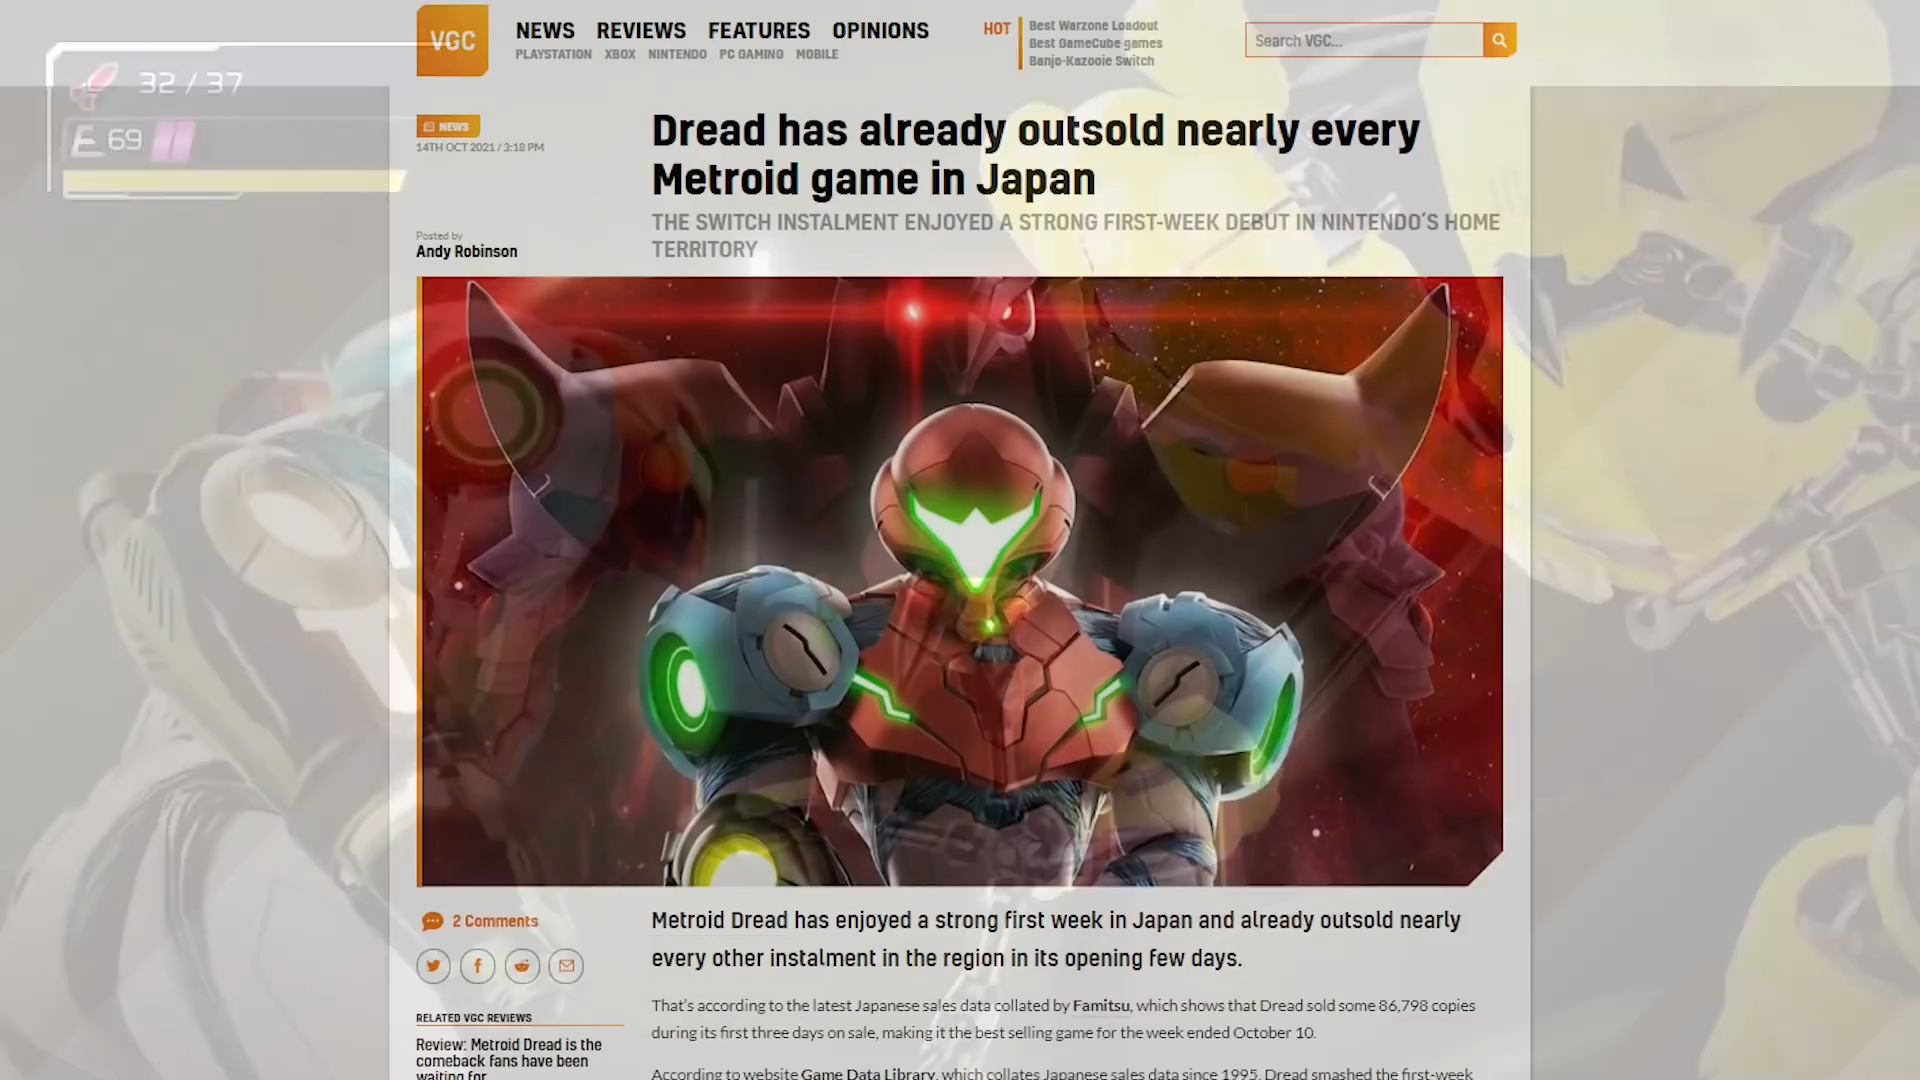 VGC
NEWS REVIEWS FEATURES OPINIONS
PLAYSTATION XBOX NINTENDO PC GAMING MOBILE
HOT
Best Warzone Loadout
Best GameCube games
Banjo-Kazooie Switch
Search VGC...
32 / 37
E 69
NEWS
14TH OCT 2021 / 3:18 PM
Dread has already outsold nearly every
Metroid game in Japan
THE SWITCH INSTALMENT ENJOYED A STRONG FIRST-WEEK DEBUT IN NINTENDO'S HOME
TERRITORY
Posted by
Andy Robinson
2 Comments
Metroid Dread has enjoyed a strong first week in Japan and already outsold nearly
every other instalment in the region in its opening few days.
That's according to the latest Japanese sales data collated by Famitsu, which shows that Dread sold some 86,798 copies
during its first three days on sale, making it the best selling game for the week ended October 10.
According to website Game Data Library, which collates Japanese sales data since 1995, Dread smashed the first-week
RELATED VGC REVIEWS
Review: Metroid Dread is the
comeback fans have been
waiting for